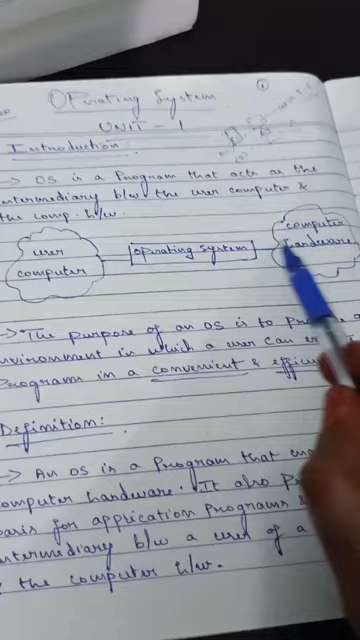 Operating System
UNIT - 1
Introduction:
→ OS is a Program that acts as the
intermediary b/w the user computer &
the comp. h/w.
user
computer
Operating System
computer
hardware
→ The purpose of an OS is to
environment in which a user can
Program in a convenient &
Definition:
→ An OS is a Program that
computer hardware. It also
basis for application Programs &
intermediary b/w a user of a
& the computer h/w.